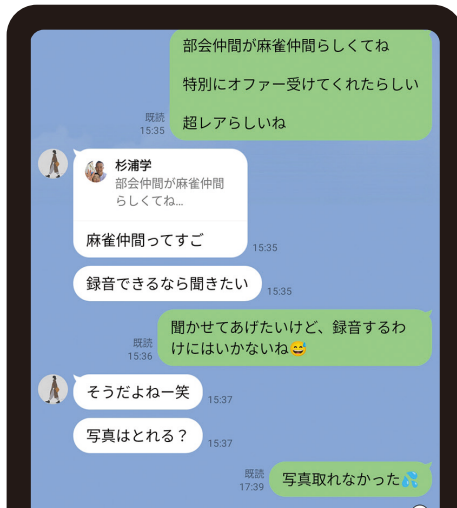 部会仲間が麻雀仲間らしくてね
特別にオファー受けてくれたらしい
超レアらしいね
既読
15:35
杉浦学
部会仲間が麻雀仲間
らしくてね...
麻雀仲間ってすご
15:35
録音できるなら聞きたい
15:35
聞かせてあげたいけど、録音するわ
けにはいかないね😅
既読
15:36
そうだよねー笑
15:37
写真はとれる？
15:37
既読
17:39
写真取れなかった💦